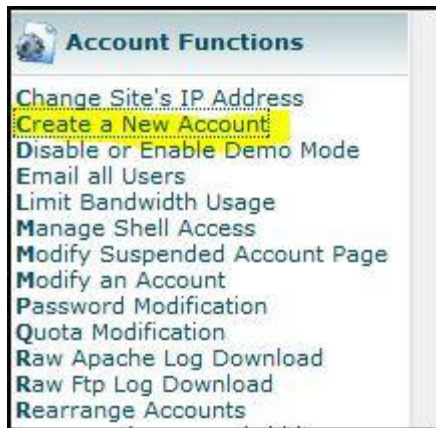 Account Functions
Change Site's IP Address
Create a New Account
Disable or Enable Demo Mode
Email all Users
Limit Bandwidth Usage
Manage Shell Access
Modify Suspended Account Page
Modify an Account
Password Modification
Quota Modification
Raw Apache Log Download
Raw Ftp Log Download
Rearrange Accounts